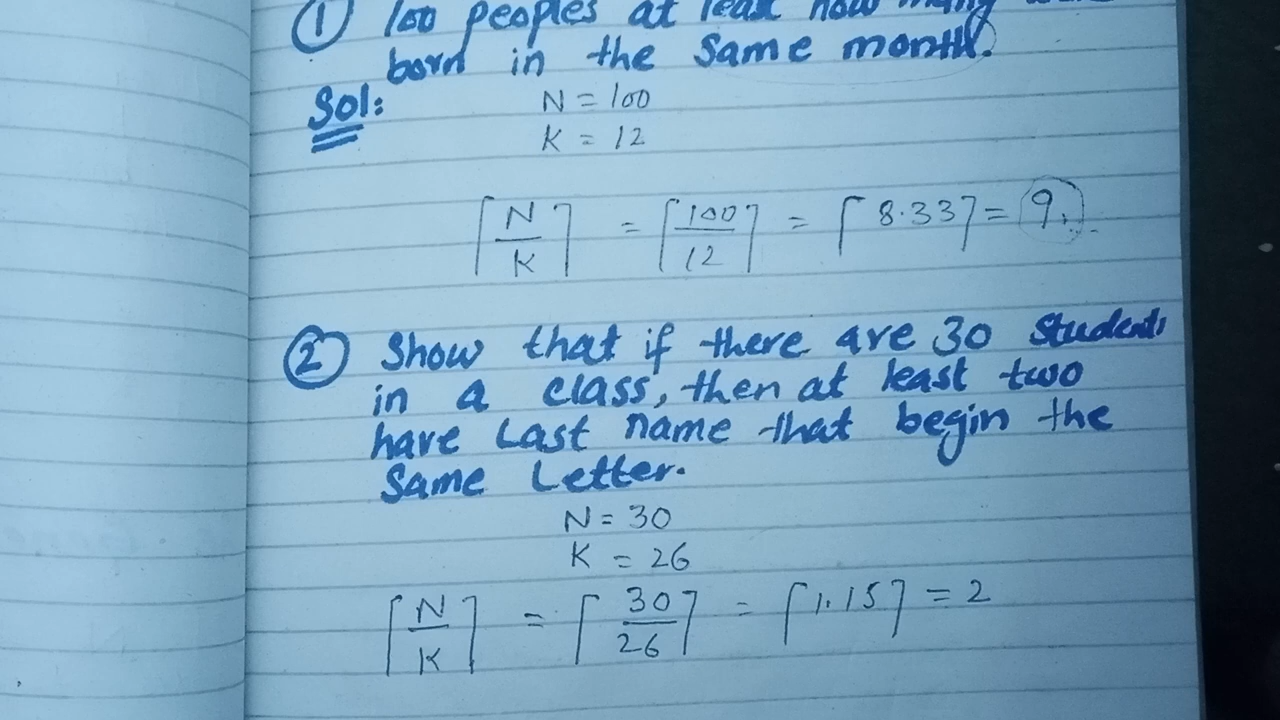 ① 100 peoples at least how many
born in the same month.
Sol:
N = 100
K = 12
⌈N/K⌉ = ⌈100/12⌉ = ⌈8.33⌉ = 9.
② Show that if there are 30 students
in a class, then at least two
have Last name that begin the
Same Letter.
N = 30
K = 26
⌈N/K⌉ = ⌈30/26⌉ = ⌈1.15⌉ = 2